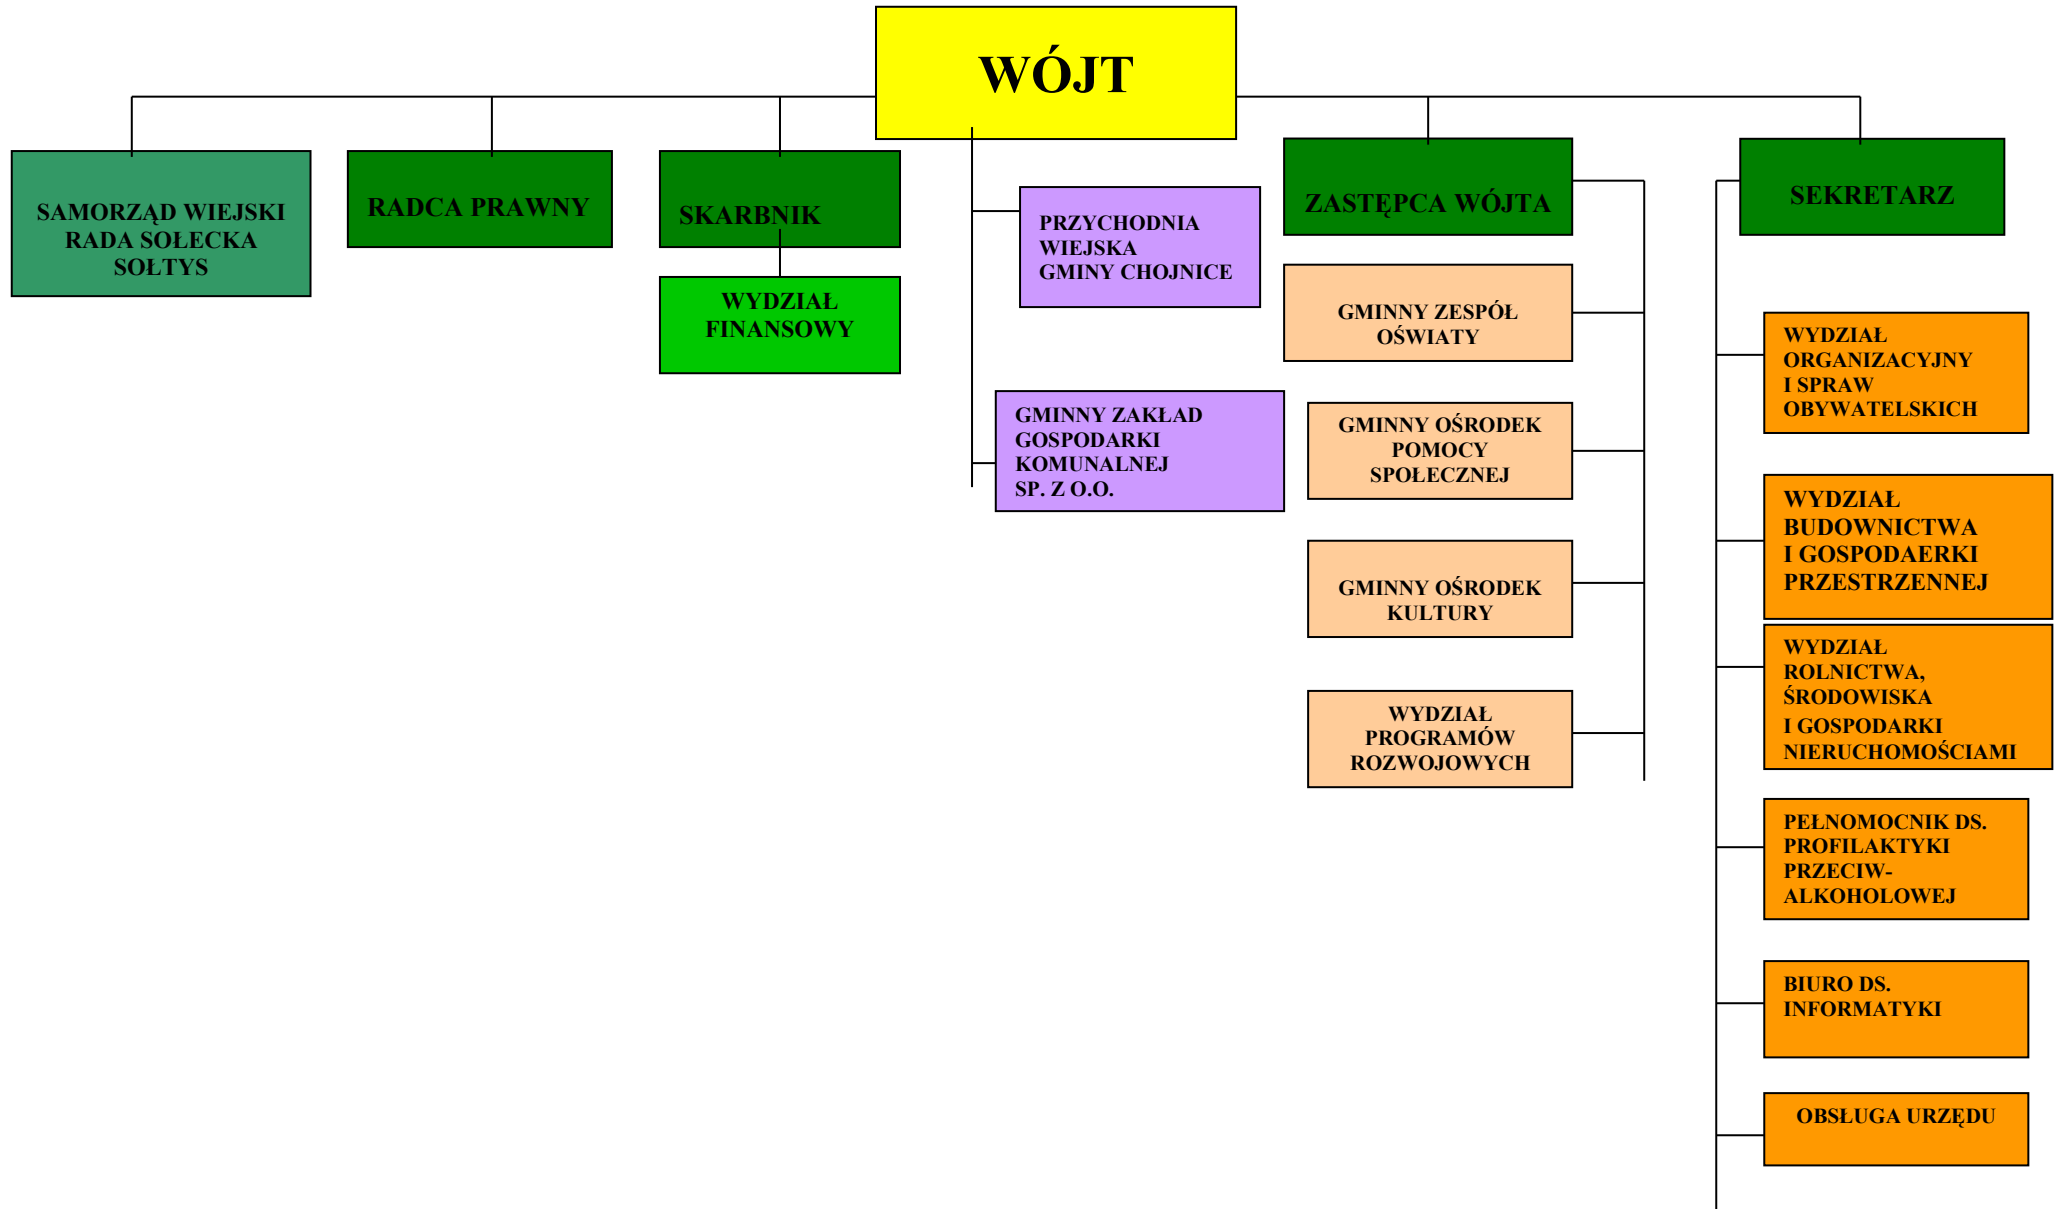 WÓJT
SAMORZĄD WIEJSKI
RADA SOŁECKA
SOŁTYS
RADCA PRAWNY
SKARBNIK
WYDZIAŁ
FINANSOWY
PRZYCHODNIA
WIEJSKA
GMINY CHOJNICE
GMINNY ZAKŁAD
GOSPODARKI
KOMUNALNEJ
SP. Z O.O.
ZASTĘPCA WÓJTA
GMINNY ZESPÓŁ
OŚWIATY
GMINNY OŚRODEK
POMOCY
SPOŁECZNEJ
GMINNY OŚRODEK
KULTURY
WYDZIAŁ
PROGRAMÓW
ROZWOJOWYCH
SEKRETARZ
WYDZIAŁ
ORGANIZACYJNY
I SPRAW
OBYWATELSKICH
WYDZIAŁ
BUDOWNICTWA
I GOSPODAERKI
PRZESTRZENNEJ
WYDZIAŁ
ROLNICTWA,
ŚRODOWISKA
I GOSPODARKI
NIERUCHOMOŚCIAMI
PEŁNOMOCNIK DS.
PROFILAKTYKI
PRZECIW-
ALKOHOLOWEJ
BIURO DS.
INFORMATYKI
OBSŁUGA URZĘDU